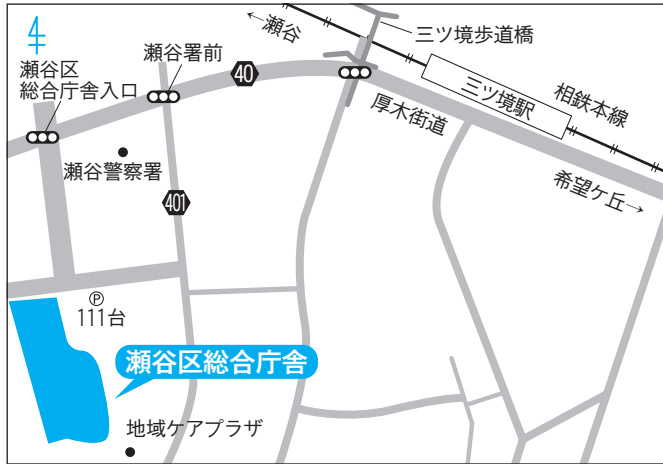 ←瀬谷
三ツ境歩道橋
瀬谷署前
瀬谷区
総合庁舎入口
40
三ツ境駅
相鉄本線
厚木街道
瀬谷警察署
希望ケ丘→
401
P
111台
瀬谷区総合庁舎
地域ケアプラザ